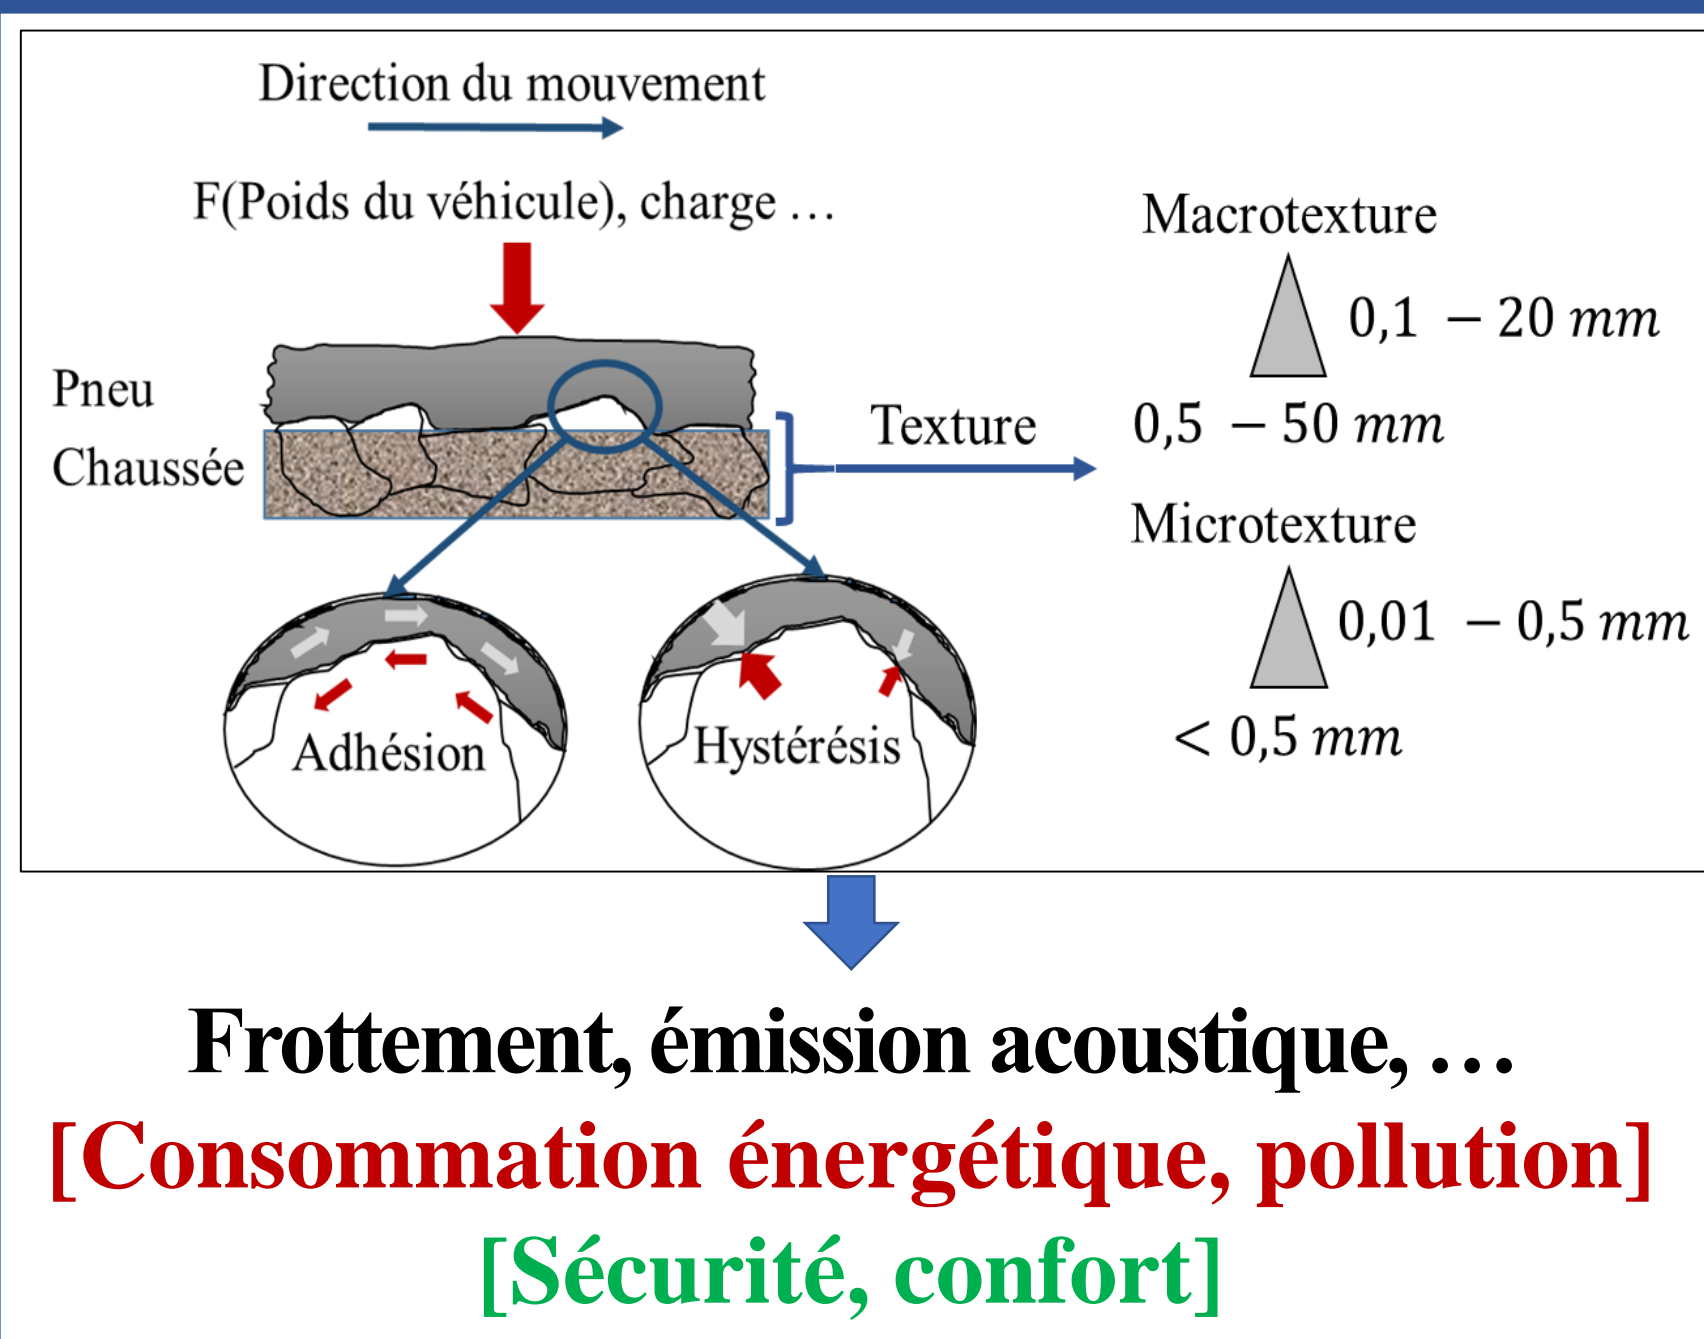 Direction du mouvement
F(Poids du véhicule), charge …
Pneu
Chaussée
Texture
Macrotexture
0,1 – 20 mm
0,5 – 50 mm
Microtexture
0,01 – 0,5 mm
< 0,5 mm
Adhésion
Hystérésis
Frottement, émission acoustique, …
[Consommation énergétique, pollution]
[Sécurité, confort]